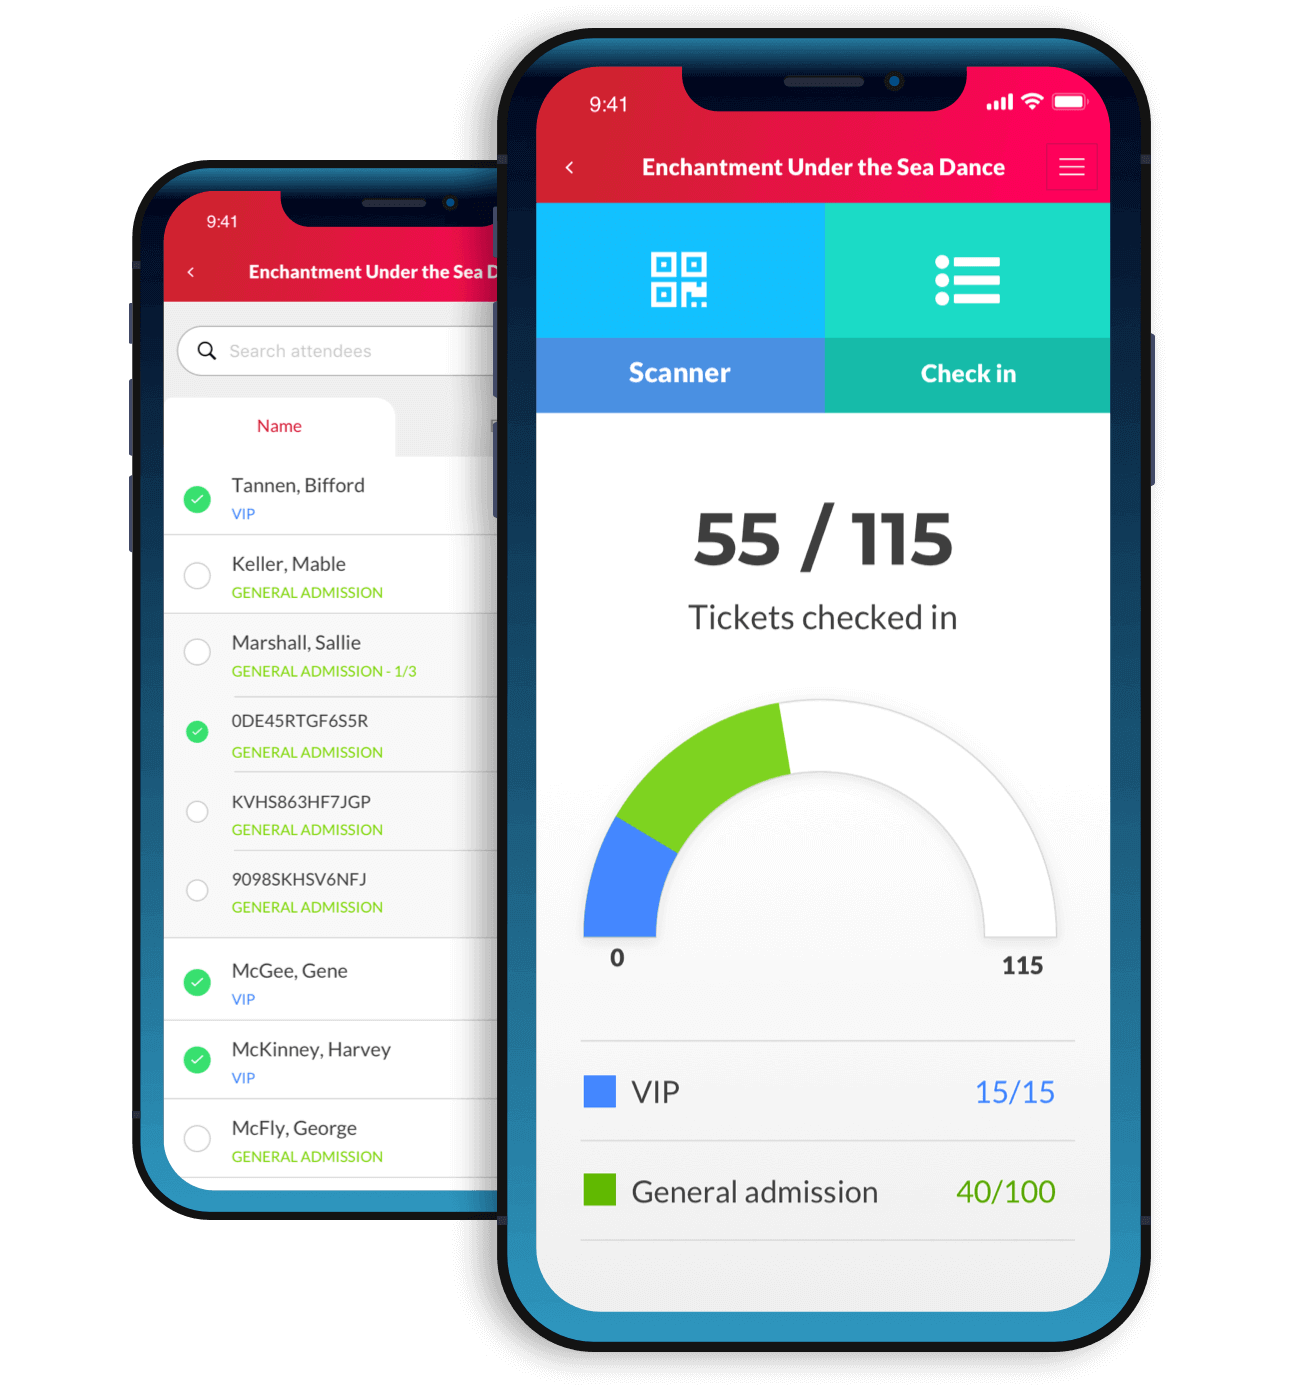 9:41
Enchantment Under the Sea
Search attendees
Name
Tannen, Bifford
VIP
Keller, Mable
GENERAL ADMISSION
Marshall, Sallie
GENERAL ADMISSION - 1/3
0DE45RTGF6S5R
GENERAL ADMISSION
KVHS863HF7JGP
GENERAL ADMISSION
9098SKHSV6NFJ
GENERAL ADMISSION
McGee, Gene
VIP
McKinney, Harvey
VIP
McFly, George
GENERAL ADMISSION
9:41
Enchantment Under the Sea Dance
Scanner
Check in
55 / 115
Tickets checked in
0
115
VIP
15/15
General admission
40/100